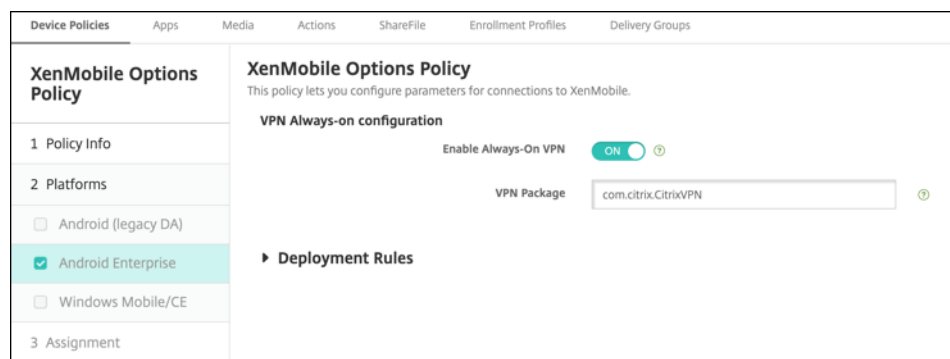 Device Policies Apps Media Actions ShareFile Enrollment Profiles Delivery Groups
XenMobile Options
Policy
1 Policy Info
2 Platforms
Android (legacy DA)
Android Enterprise
Windows Mobile/CE
3 Assignment
XenMobile Options Policy
This policy lets you configure parameters for connections to XenMobile.
VPN Always-on configuration
Enable Always-On VPN ON ?
VPN Package com.citrix.CitrixVPN ?
Deployment Rules